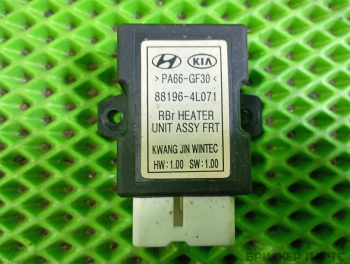 HYUNDAI KIA
>PA66-GF30<
88196-4L071
RBr HEATER
UNIT ASSY FRT
KWANG JIN WINTEC
HW:1.00 SW:1.00